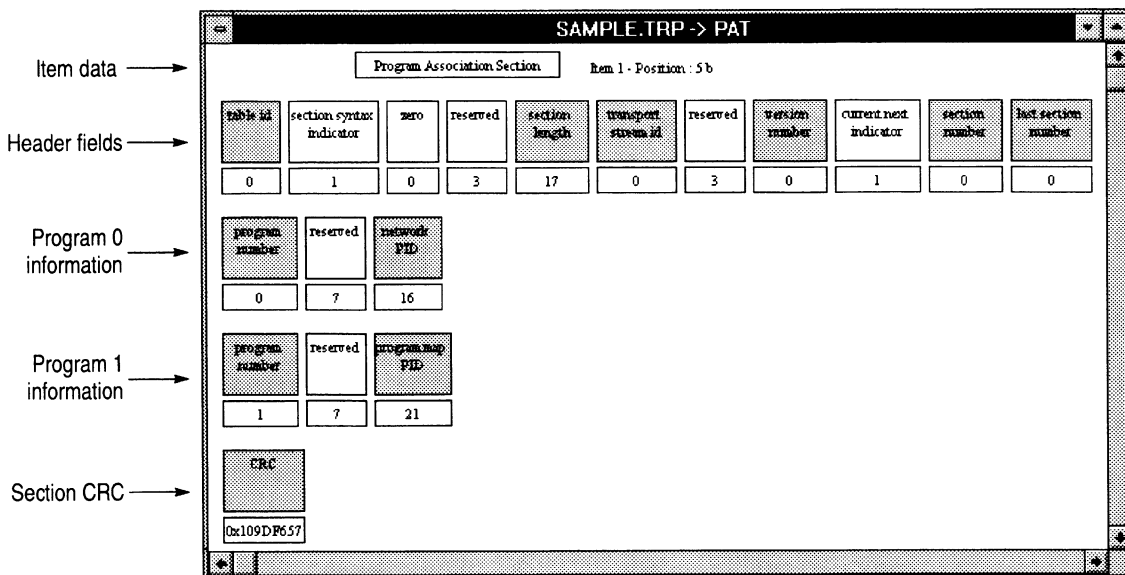 SAMPLE.TRP -> PAT
Item data
Program Association Section
Item 1 - Position : 5 b
Header fields
table id
section syntax indicator
zero
reserved
section length
transport stream id
reserved
version number
current next indicator
section number
last section number
0
1
0
3
17
0
3
0
1
0
0
Program 0 information
program number
reserved
network PID
0
7
16
Program 1 information
program number
reserved
program map PID
1
7
21
Section CRC
CRC
0x109DF657